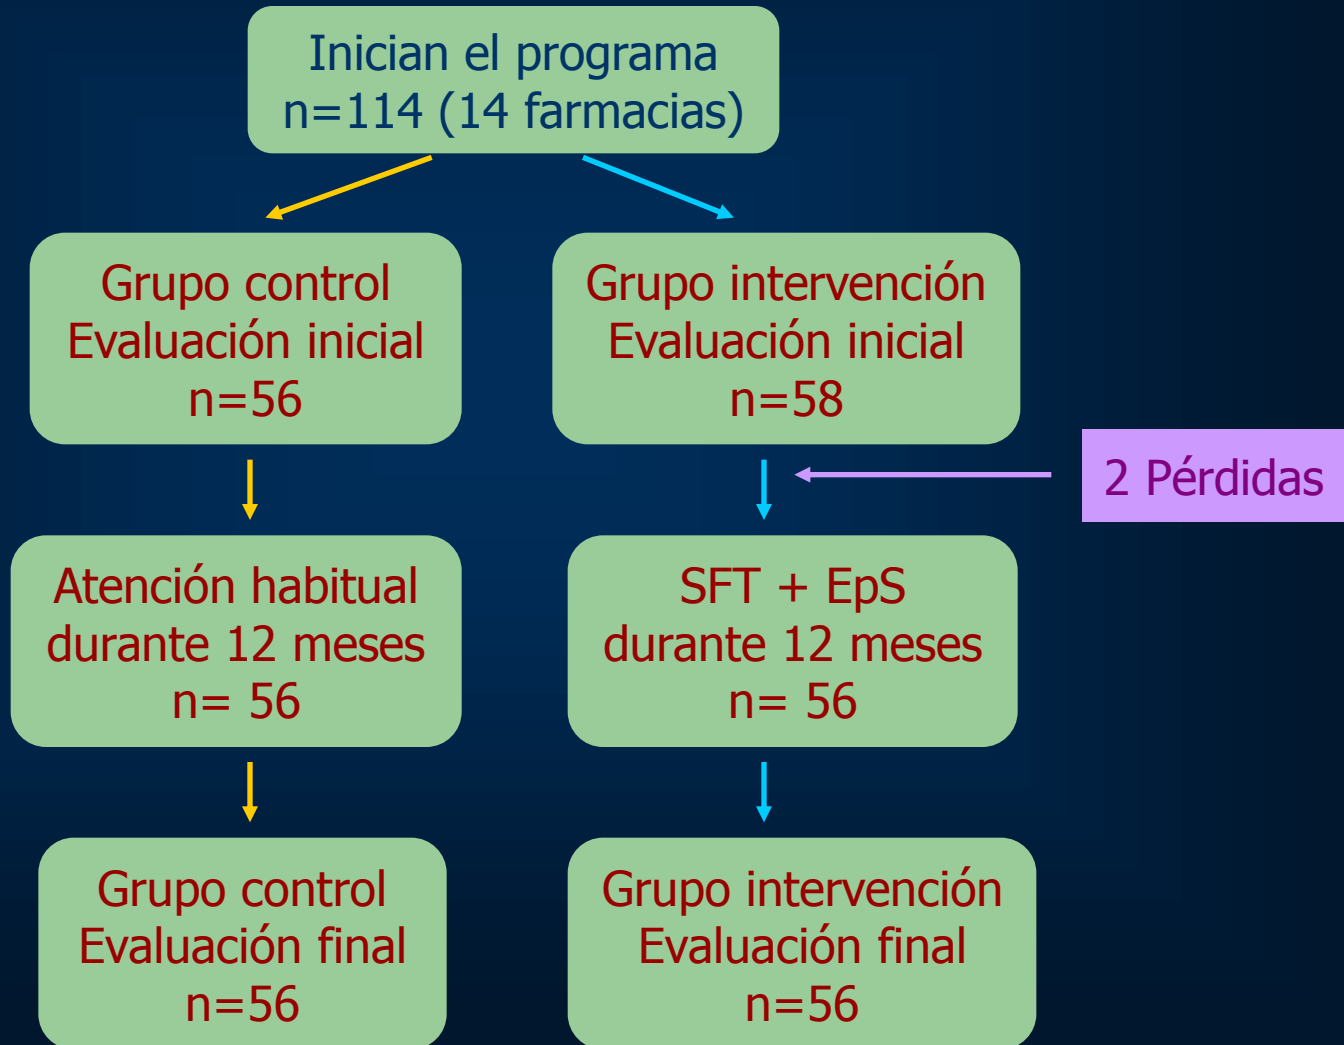 Inician el programa
n=114 (14 farmacias)
Grupo control
Evaluación inicial
n=56
Grupo intervención
Evaluación inicial
n=58
2 Pérdidas
Atención habitual
durante 12 meses
n= 56
SFT + EpS
durante 12 meses
n= 56
Grupo control
Evaluación final
n=56
Grupo intervención
Evaluación final
n=56